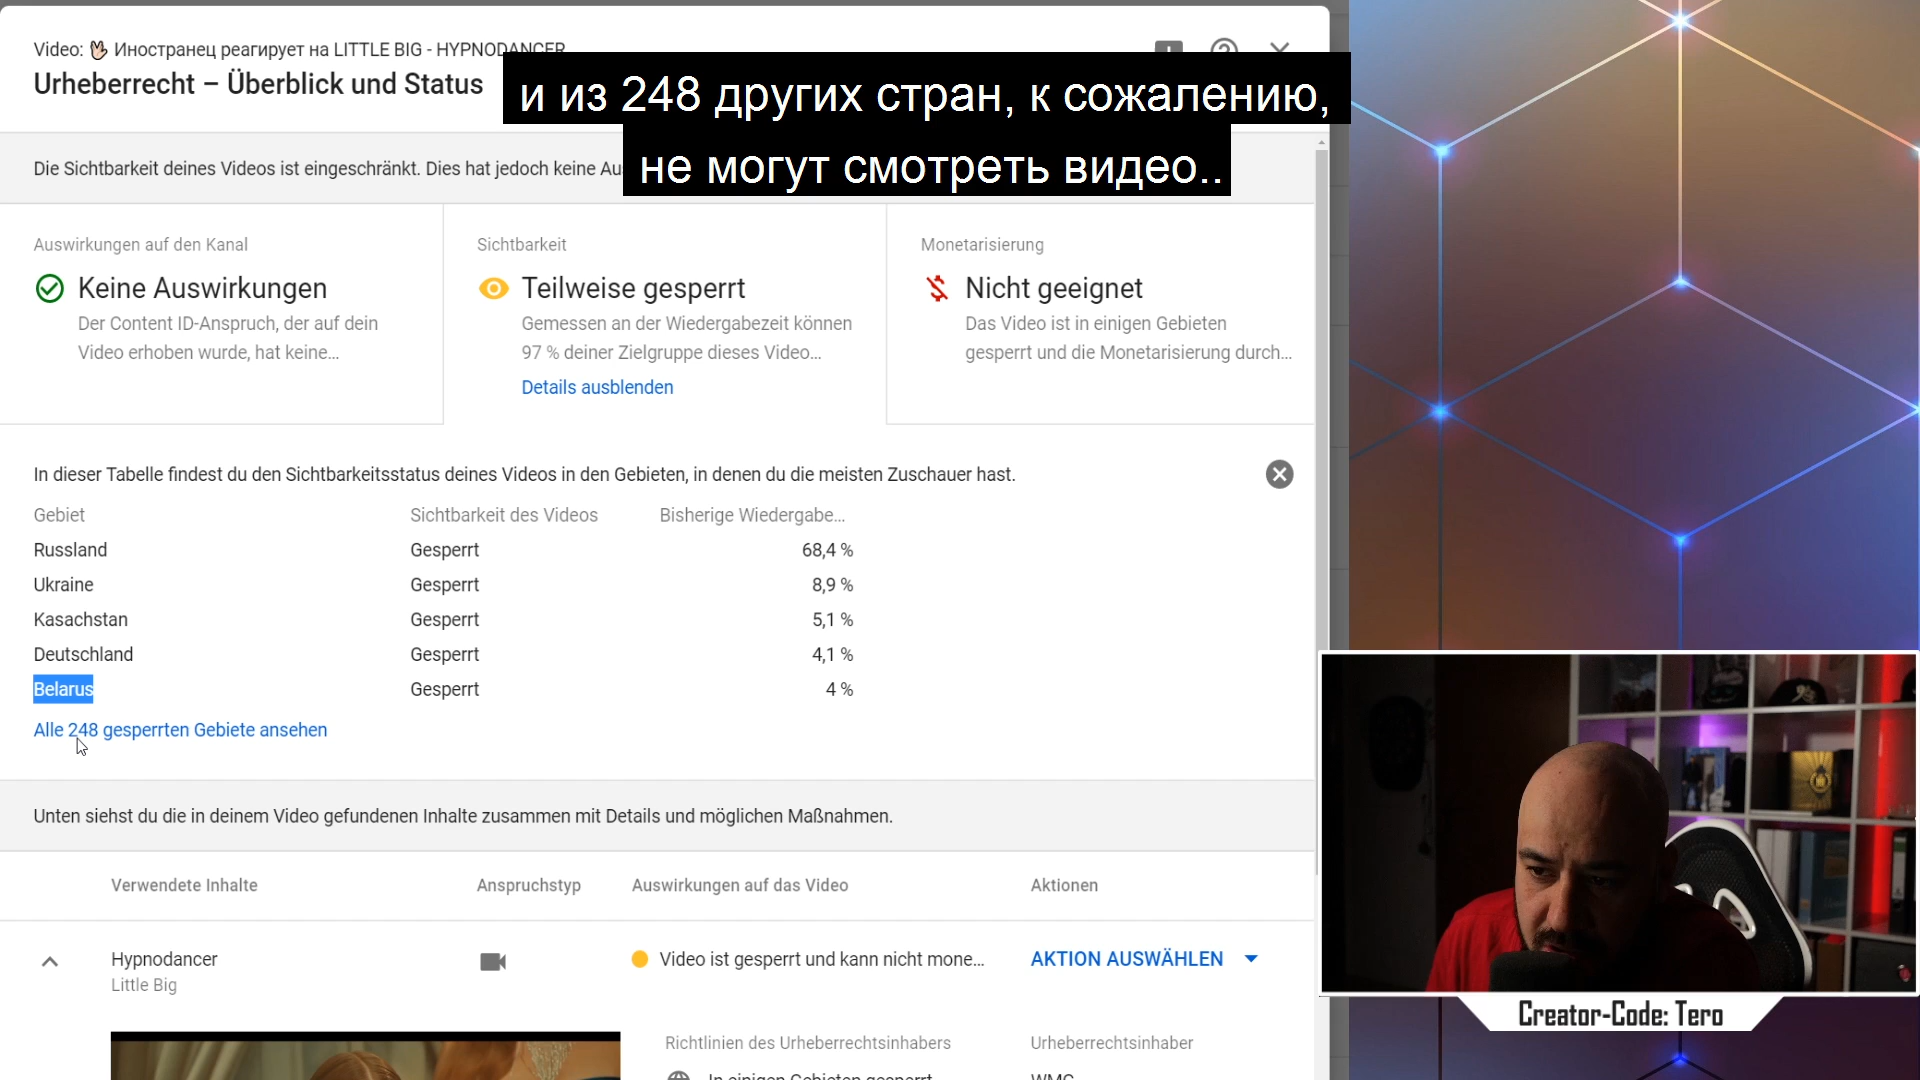 Video: 🖖🏻 Иностранец реагирует на LITTLE BIG - HYPNODANCER
Urheberrecht – Überblick und Status
и из 248 других стран, к сожалению,
не могут смотреть видео..
Die Sichtbarkeit deines Videos ist eingeschränkt. Dies hat jedoch keine
Auswirkungen auf den Kanal
Keine Auswirkungen
Der Content ID-Anspruch, der auf dein
Video erhoben wurde, hat keine...
Sichtbarkeit
Teilweise gesperrt
Gemessen an der Wiedergabezeit können
97 % deiner Zielgruppe dieses Video...
Details ausblenden
Monetarisierung
Nicht geeignet
Das Video ist in einigen Gebieten
gesperrt und die Monetarisierung durch...
In dieser Tabelle findest du den Sichtbarkeitsstatus deines Videos in den Gebieten, in denen du die meisten Zuschauer hast.
Gebiet Sichtbarkeit des Videos Bisherige Wiedergabe...
Russland Gesperrt 68,4 %
Ukraine Gesperrt 8,9 %
Kasachstan Gesperrt 5,1 %
Deutschland Gesperrt 4,1 %
Belarus Gesperrt 4 %
Alle 248 gesperrten Gebiete ansehen
Unten siehst du die in deinem Video gefundenen Inhalte zusammen mit Details und möglichen Maßnahmen.
Verwendete Inhalte Anspruchstyp Auswirkungen auf das Video Aktionen
Hypnodancer Video ist gesperrt und kann nicht mone... AKTION AUSWÄHLEN
Little Big
Creator-Code: Tero
Richtlinien des Urheberrechtsinhabers Urheberrechtsinhaber
In einigen Gebieten gesperrt WMG